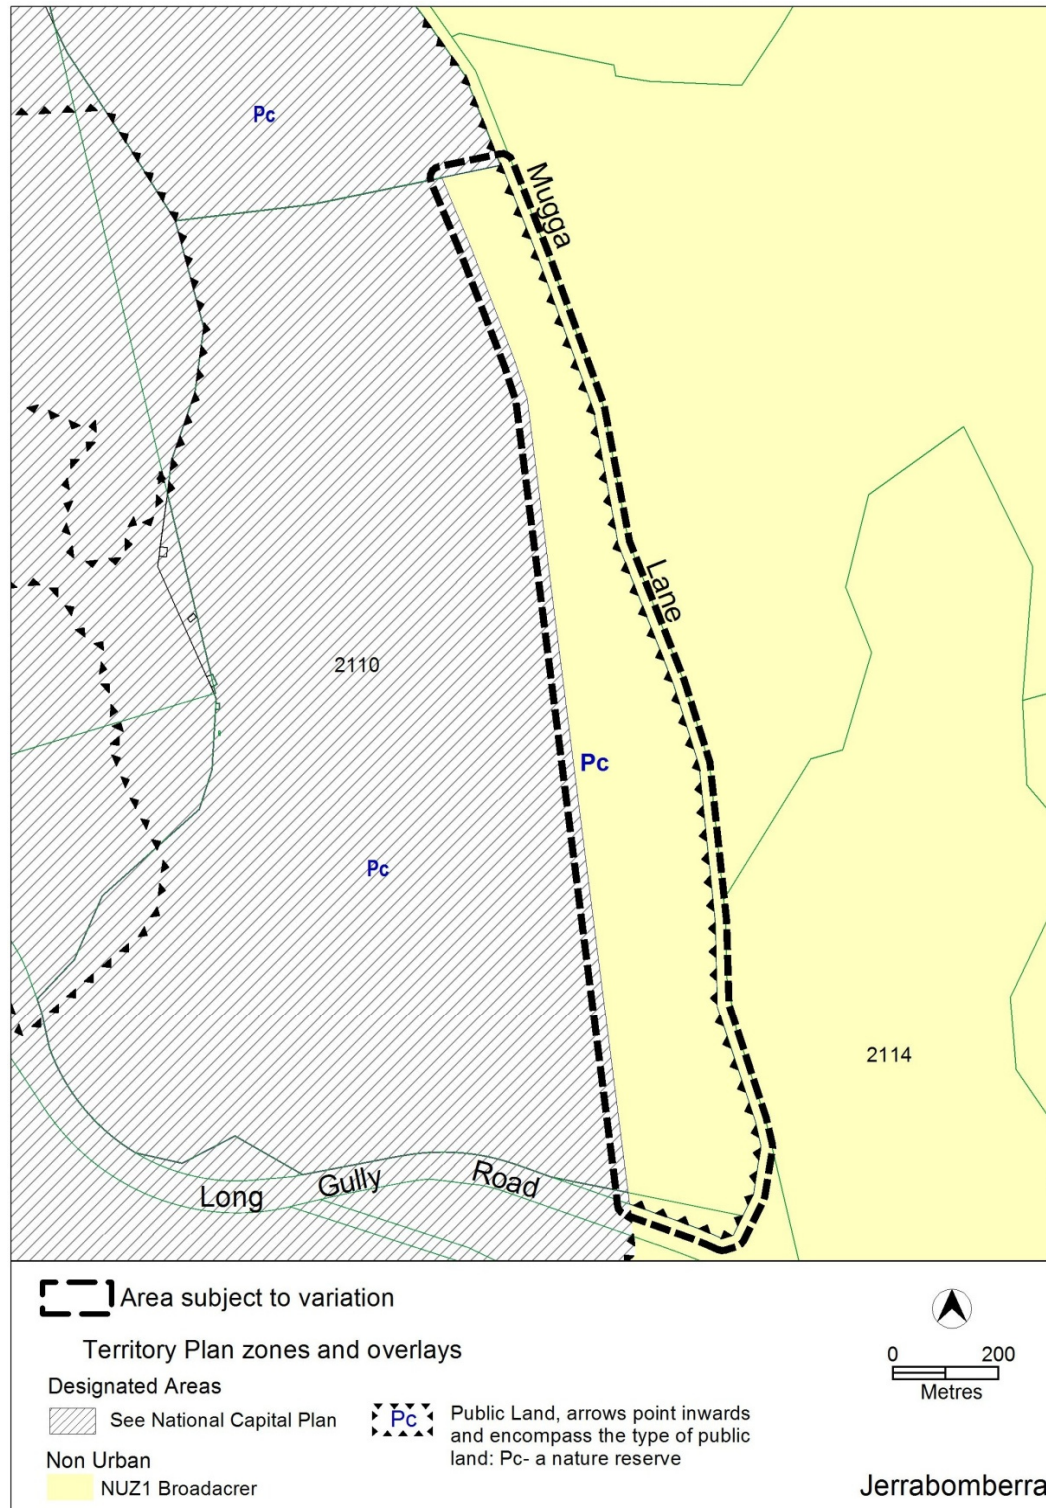 Pc
Mugga
Lane
2110
Pc
Pc
2114
Long Gully Road
Area subject to variation
Territory Plan zones and overlays
Designated Areas
See National Capital Plan
Non Urban
NUZ1 Broadacrer
Pc
Public Land, arrows point inwards
and encompass the type of public
land: Pc- a nature reserve
0 200
Metres
Jerrabomberra